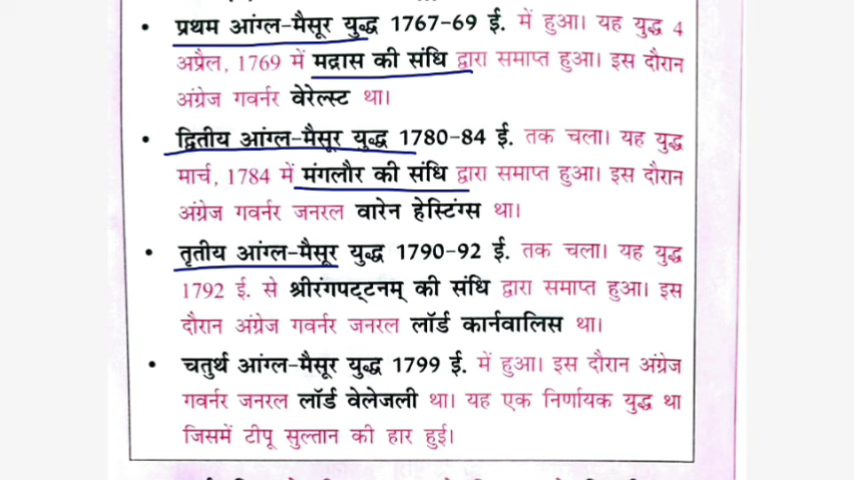 • प्रथम आंग्ल-मैसूर युद्ध 1767-69 ई. में हुआ। यह युद्ध 4
अप्रैल, 1769 में मद्रास की संधि द्वारा समाप्त हुआ। इस दौरान
अंग्रेज गवर्नर वेरेल्स्ट था।
• द्वितीय आंग्ल-मैसूर युद्ध 1780-84 ई. तक चला। यह युद्ध
मार्च, 1784 में मंगलौर की संधि द्वारा समाप्त हुआ। इस दौरान
अंग्रेज गवर्नर जनरल वारेन हेस्टिंग्स था।
• तृतीय आंग्ल-मैसूर युद्ध 1790-92 ई. तक चला। यह युद्ध
1792 ई. से श्रीरंगपट्टनम् की संधि द्वारा समाप्त हुआ। इस
दौरान अंग्रेज गवर्नर जनरल लॉर्ड कार्नवालिस था।
• चतुर्थ आंग्ल-मैसूर युद्ध 1799 ई. में हुआ। इस दौरान अंग्रेज
गवर्नर जनरल लॉर्ड वेलेजली था। यह एक निर्णायक युद्ध था
जिसमें टीपू सुल्तान की हार हुई।